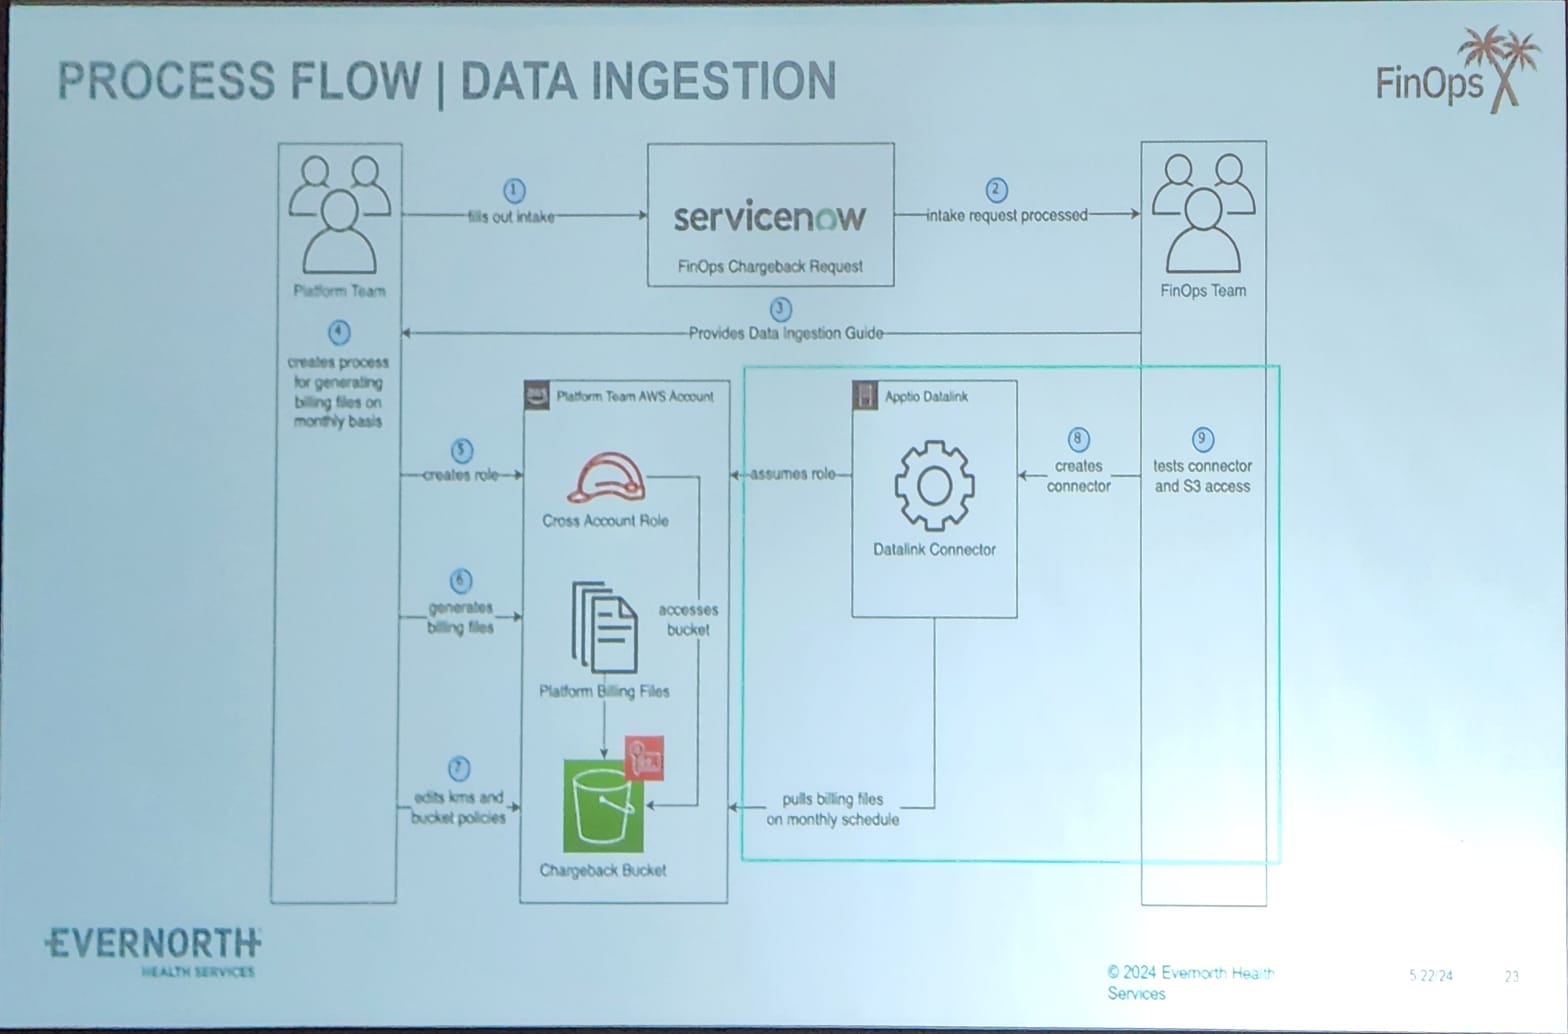 PROCESS FLOW | DATA INGESTION
FinOps X
1
fills out intake
servicenow
FinOps Chargeback Request
2
intake request processed
Platform Team
FinOps Team
3
Provides Data Ingestion Guide
4
creates process
for generating
billing files on
monthly basis
aws
Platform Team AWS Account
Apptio Datalink
5
creates role
Cross Account Role
assumes role
Datalink Connector
8
creates
connector
9
tests connector
and S3 access
6
generates
billing files
accesses
bucket
Platform Billing Files
7
edits kms and
bucket policies
pulls billing files
on monthly schedule
Chargeback Bucket
EVERNORTH
HEALTH SERVICES
© 2024 Evernorth Health
Services
5/22/24
23